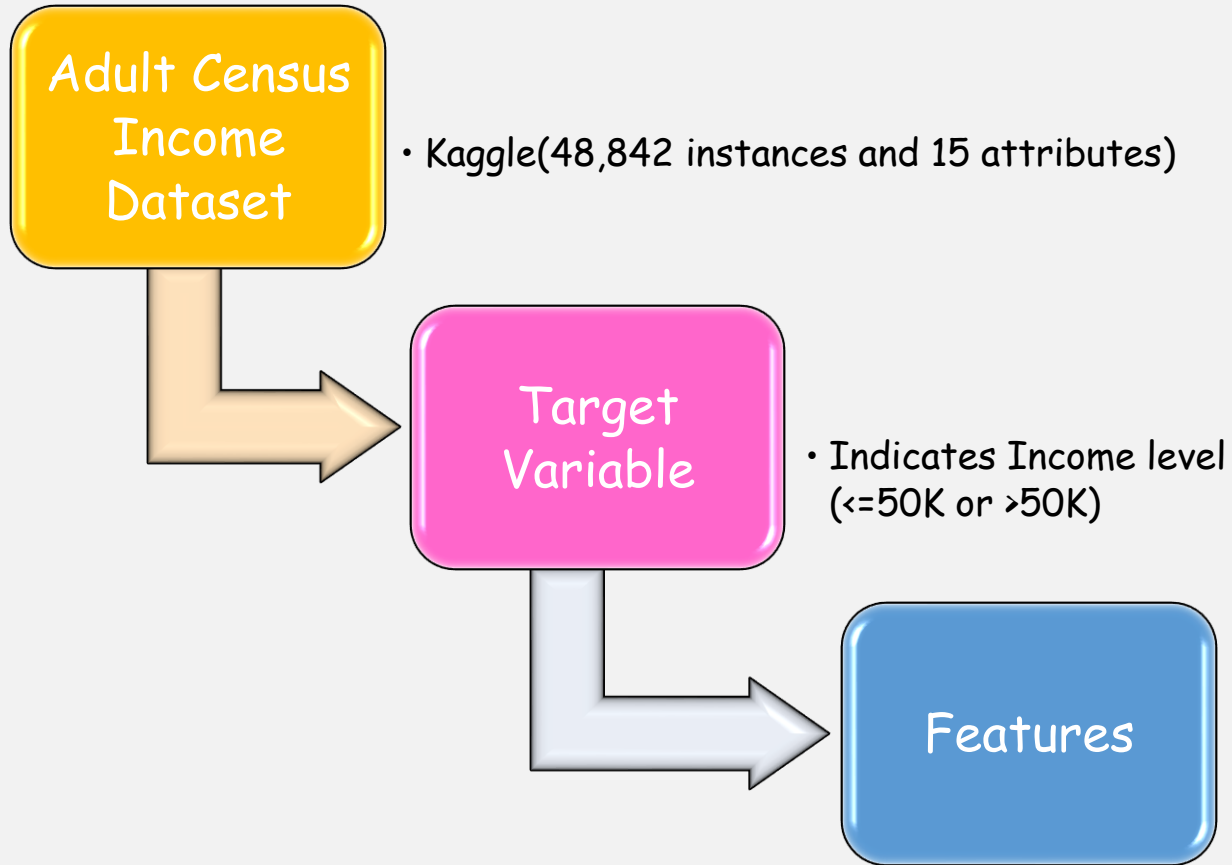 Adult Census
Income
Dataset
• Kaggle(48,842 instances and 15 attributes)
Target
Variable
• Indicates Income level
(<=50K or >50K)
Features